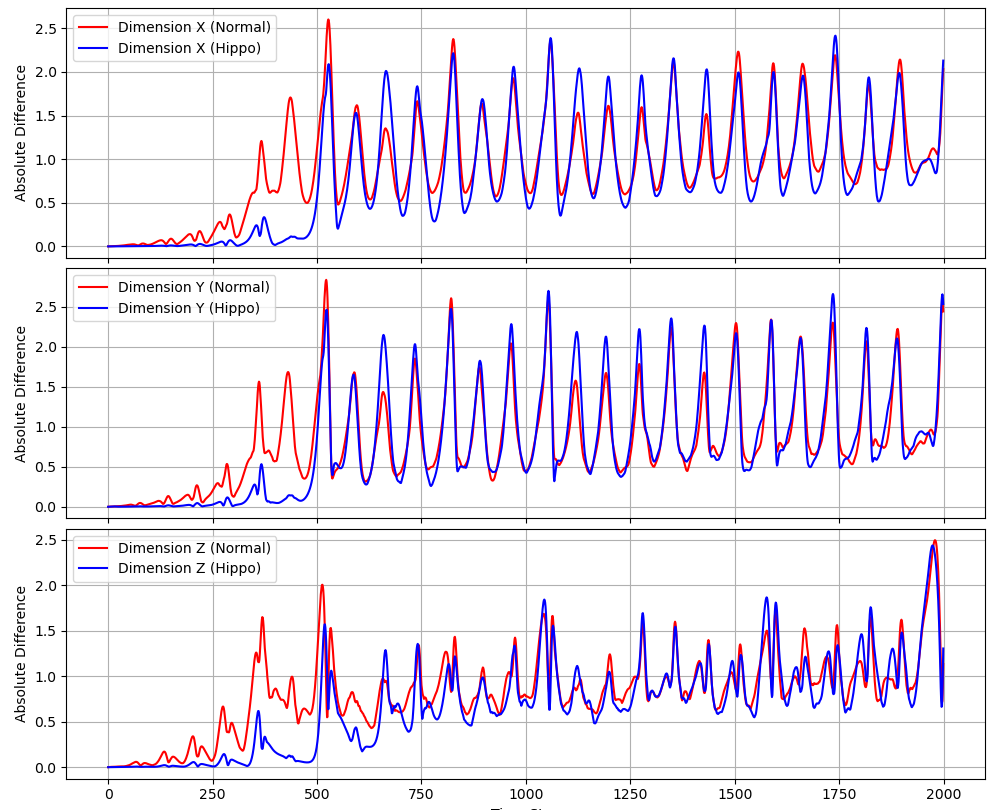 2.5
2.0
1.5
1.0
0.5
0.0
Absolute Difference
Dimension X (Normal)
Dimension X (Hippo)
2.5
2.0
1.5
1.0
0.5
0.0
Absolute Difference
Dimension Y (Normal)
Dimension Y (Hippo)
2.5
2.0
1.5
1.0
0.5
0.0
Absolute Difference
Dimension Z (Normal)
Dimension Z (Hippo)
0 250 500 750 1000 1250 1500 1750 2000